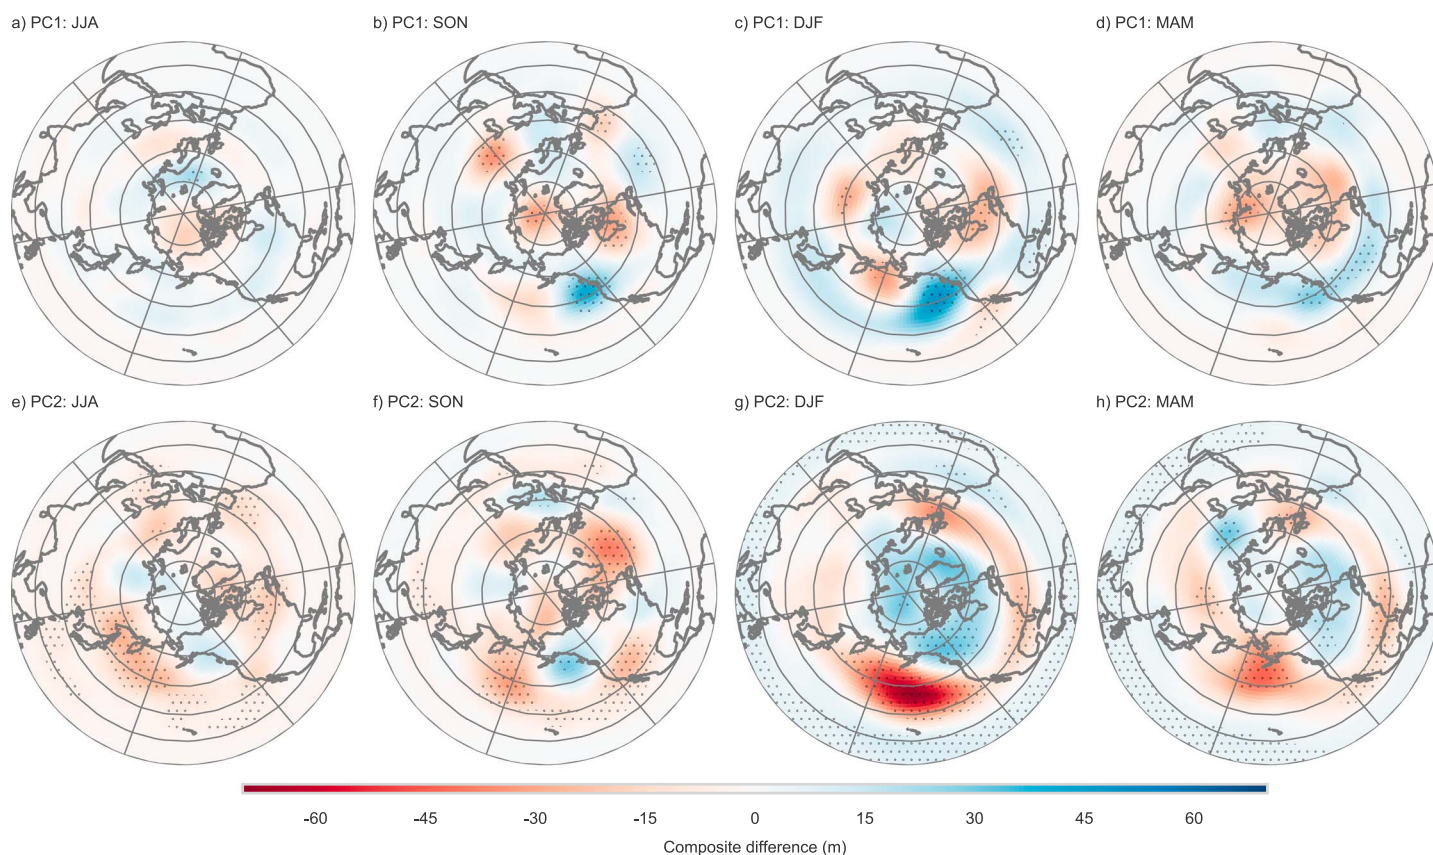 a) PC1: JJA
b) PC1: SON
c) PC1: DJF
d) PC1: MAM
e) PC2: JJA
f) PC2: SON
g) PC2: DJF
h) PC2: MAM
-60 -45 -30 -15 0 15 30 45 60
Composite difference (m)